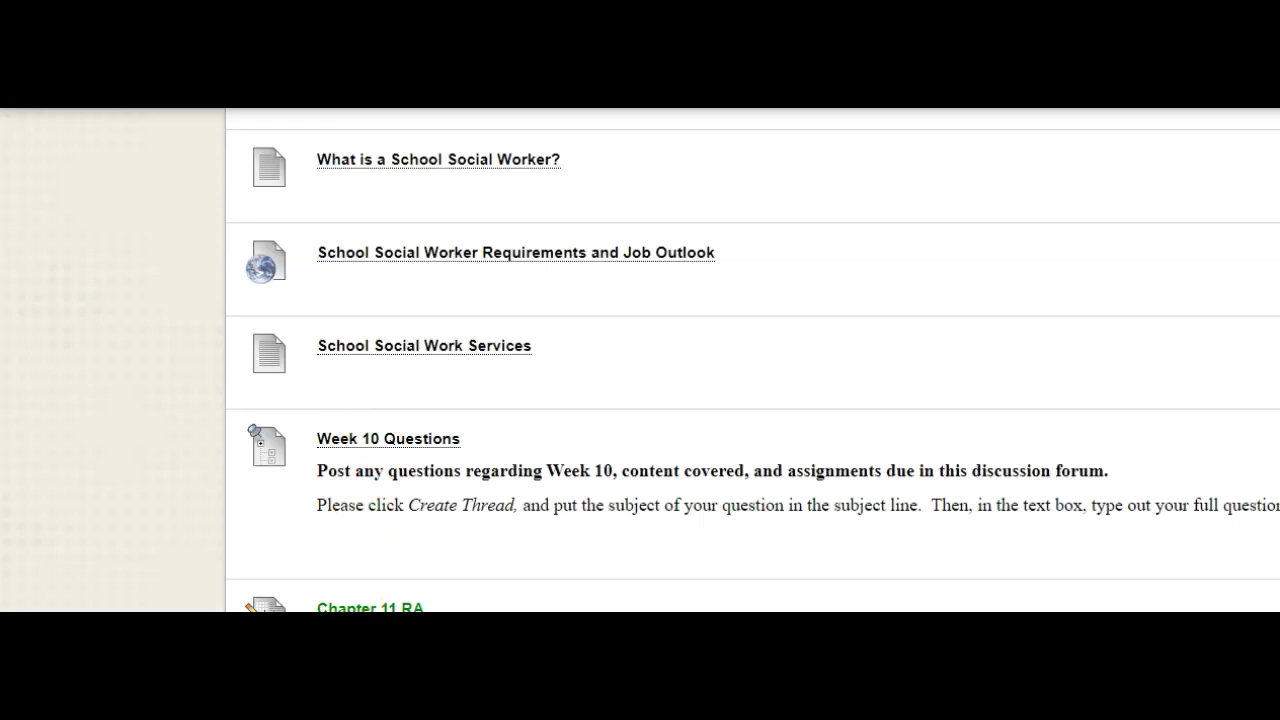 What is a School Social Worker?
School Social Worker Requirements and Job Outlook
School Social Work Services
Week 10 Questions
Post any questions regarding Week 10, content covered, and assignments due in this discussion forum.
Please click Create Thread, and put the subject of your question in the subject line.  Then, in the text box, type out your full question
Chapter 11 RA